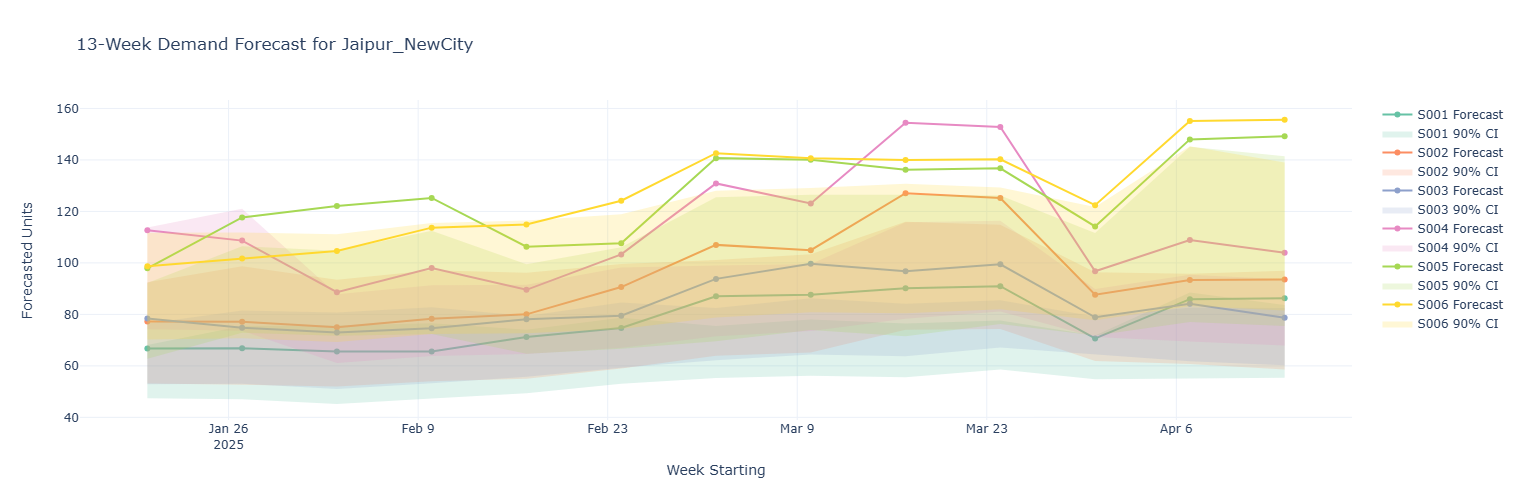 13-Week Demand Forecast for Jaipur_NewCity
Forecasted Units
160
140
120
100
80
60
40
Jan 26
2025
Feb 9
Feb 23
Mar 9
Mar 23
Apr 6
Week Starting
S001 Forecast
S001 90% CI
S002 Forecast
S002 90% CI
S003 Forecast
S003 90% CI
S004 Forecast
S004 90% CI
S005 Forecast
S005 90% CI
S006 Forecast
S006 90% CI